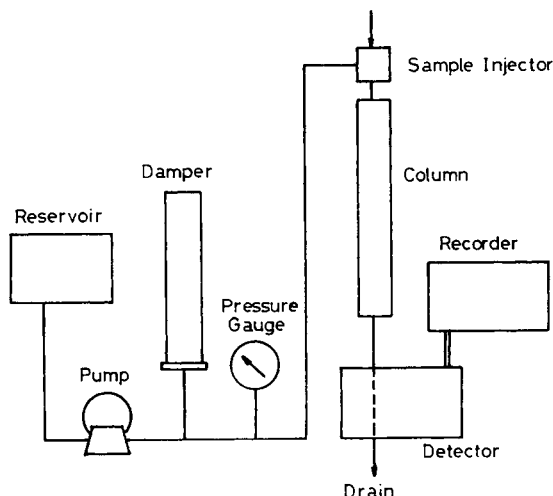 Sample Injector
Damper
Column
Reservoir
Recorder
Pressure
Gauge
Pump
Detector
Drain